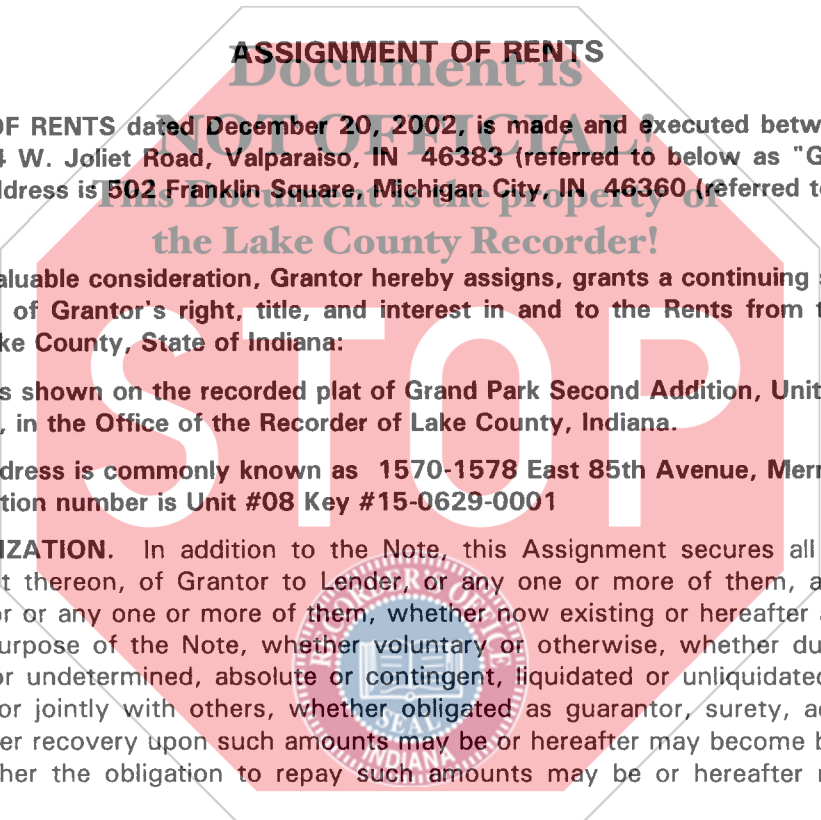 ASSIGNMENT OF RENTS
Document is
OF RENTS dated December 20, 2002, is made and executed betw
NOT OFFICIAL!
4 W. Joliet Road, Valparaiso, IN 46383 (referred to below as "G
ddress is 502 Franklin Square, Michigan City, IN 46360 (referred t
This Document is the property of
the Lake County Recorder!
aluable consideration, Grantor hereby assigns, grants a continuing s
of Grantor's right, title, and interest in and to the Rents from t
ke County, State of Indiana:
STOP
s shown on the recorded plat of Grand Park Second Addition, Unit
, in the Office of the Recorder of Lake County, Indiana.
dress is commonly known as 1570-1578 East 85th Avenue, Merr
tion number is Unit #08 Key #15-0629-0001
IZATION. In addition to the Note, this Assignment secures all
t thereon, of Grantor to Lender, or any one or more of them, a
or or any one or more of them, whether now existing or hereafter a
urpose of the Note, whether voluntary or otherwise, whether du
or undetermined, absolute or contingent, liquidated or unliquidated
or jointly with others, whether obligated as guarantor, surety, a
er recovery upon such amounts may be or hereafter may become b
her the obligation to repay such amounts may be or hereafter
RECORDER'S OFFICE
SEAL
INDIANA